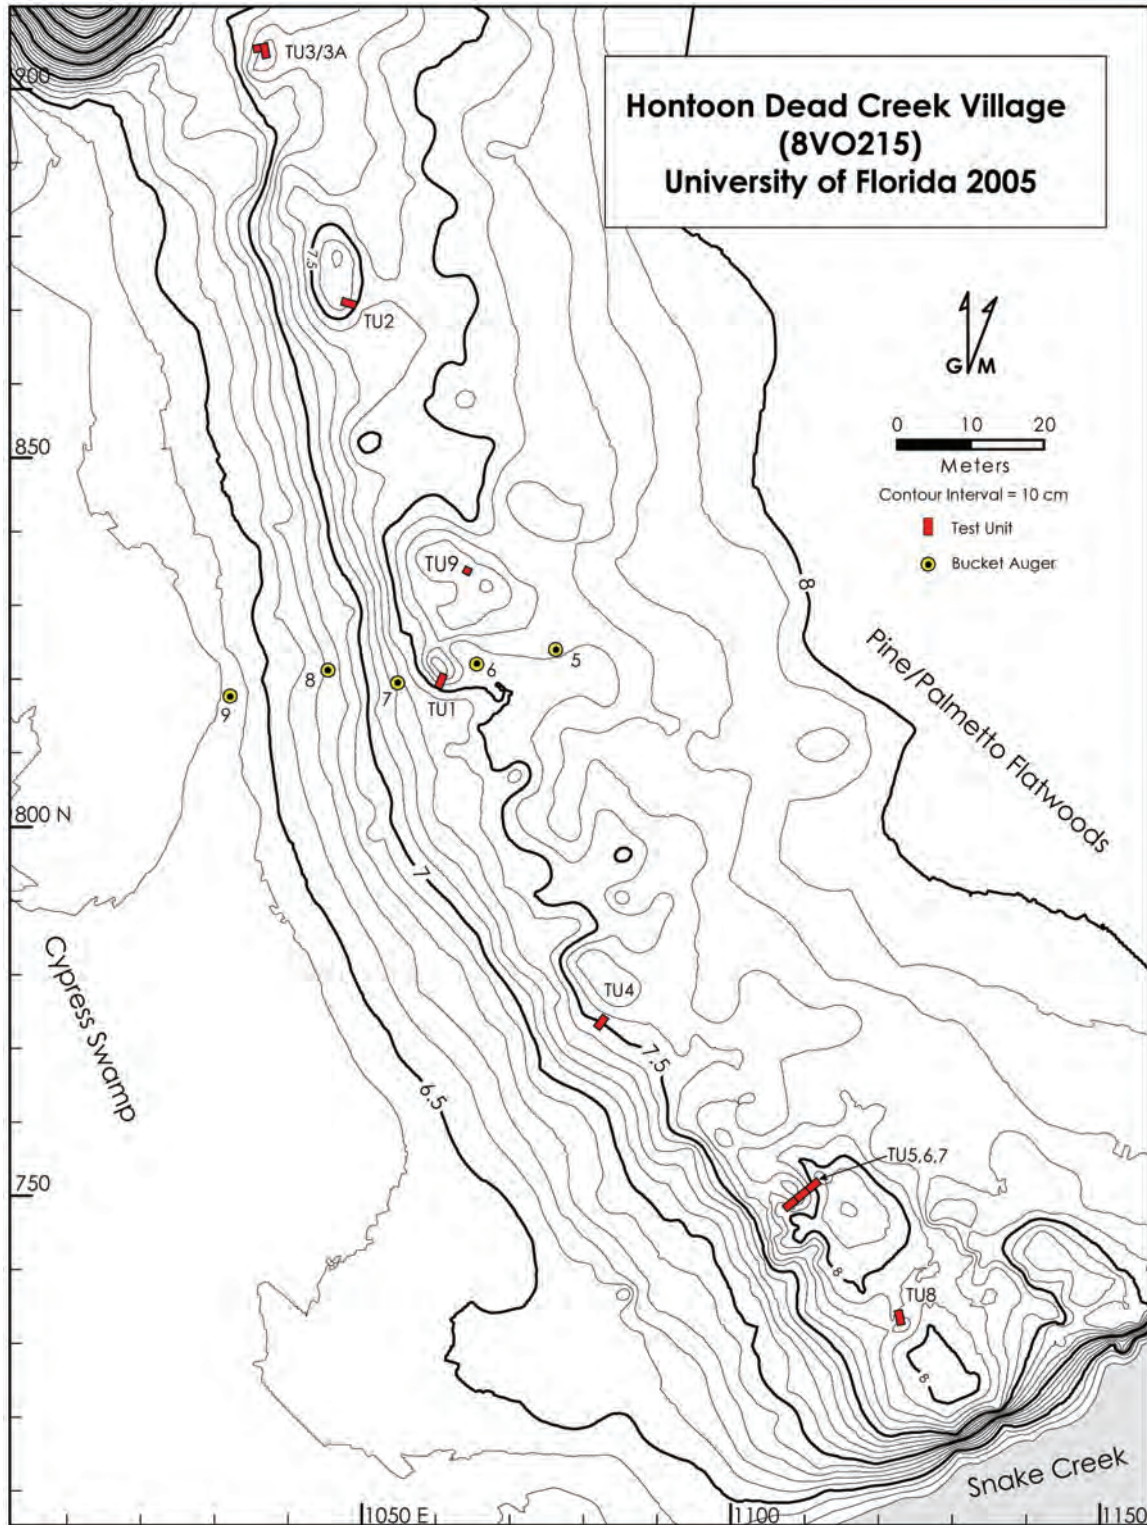 TU3/3A
900
Hontoon Dead Creek Village
(8VO215)
University of Florida 2005
7.5
TU2
G M
0 10 20
Meters
Contour Interval = 10 cm
Test Unit
Bucket Auger
850
TU9
8
5
6
8
7
9
TU1
Pine/Palmetto Flatwoods
800 N
7
TU4
Cypress Swamp
7.5
6.5
TU5,6,7
750
8
TU8
8
Snake Creek
1050 E
1100
1150